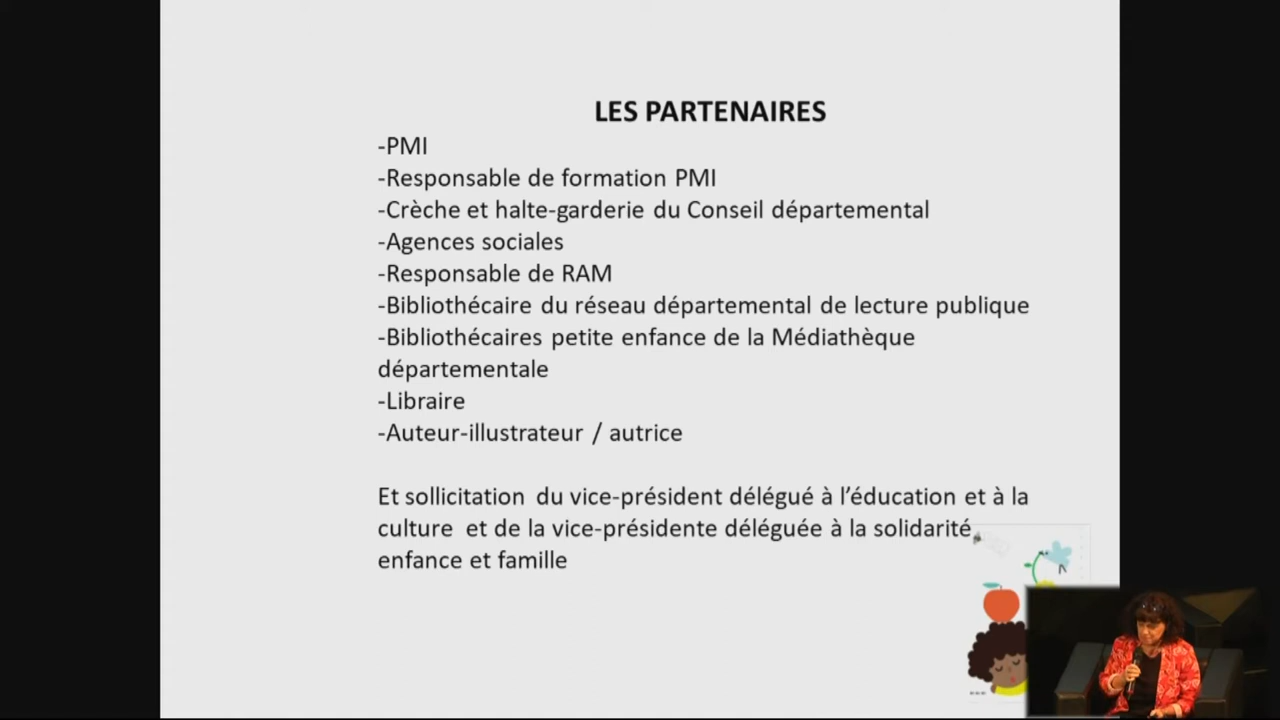 LES PARTENAIRES
-PMI
-Responsable de formation PMI
-Crèche et halte-garderie du Conseil départemental
-Agences sociales
-Responsable de RAM
-Bibliothécaire du réseau départemental de lecture publique
-Bibliothécaires petite enfance de la Médiathèque
départementale
-Libraire
-Auteur-illustrateur / autrice
Et sollicitation du vice-président délégué à l’éducation et à la
culture et de la vice-présidente déléguée à la solidarité,
enfance et famille